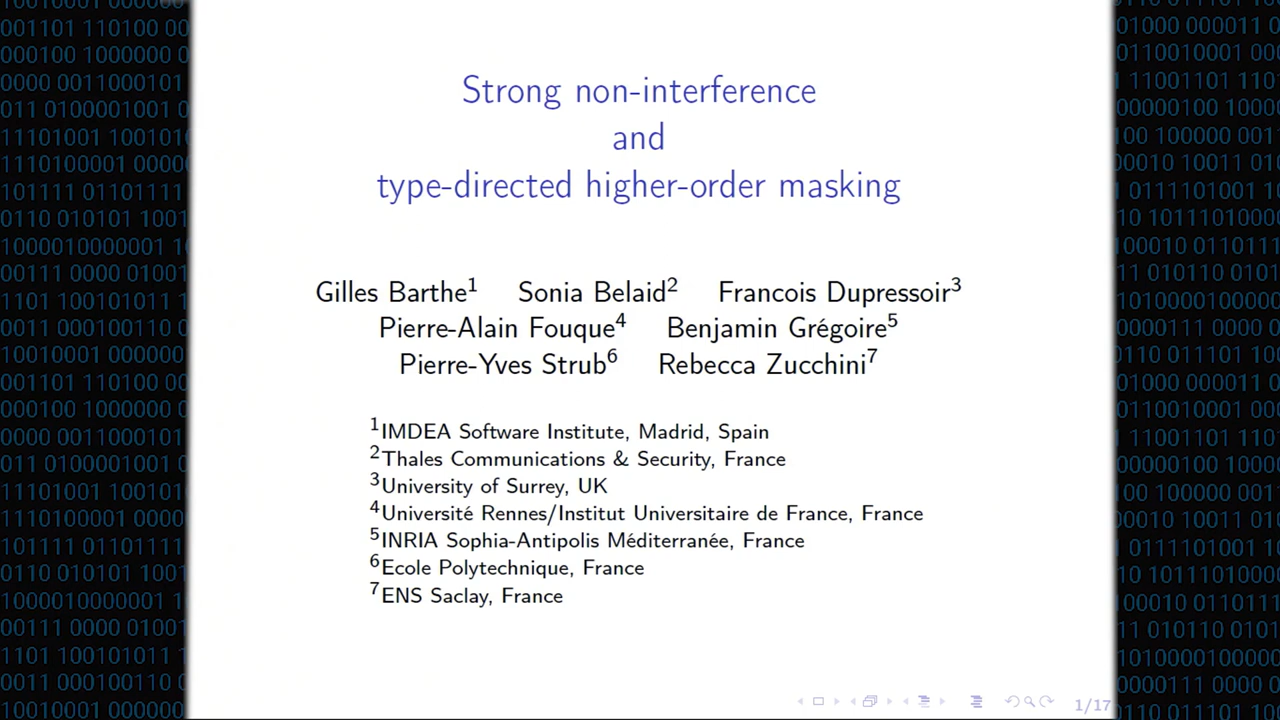 Strong non-interference
and
type-directed higher-order masking
Gilles Barthe1 Sonia Belaid2 Francois Dupressoir3
Pierre-Alain Fouque4 Benjamin Grégoire5
Pierre-Yves Strub6 Rebecca Zucchini7
1IMDEA Software Institute, Madrid, Spain
2Thales Communications & Security, France
3University of Surrey, UK
4Université Rennes/Institut Universitaire de France, France
5INRIA Sophia-Antipolis Méditerranée, France
6Ecole Polytechnique, France
7ENS Saclay, France
1/17